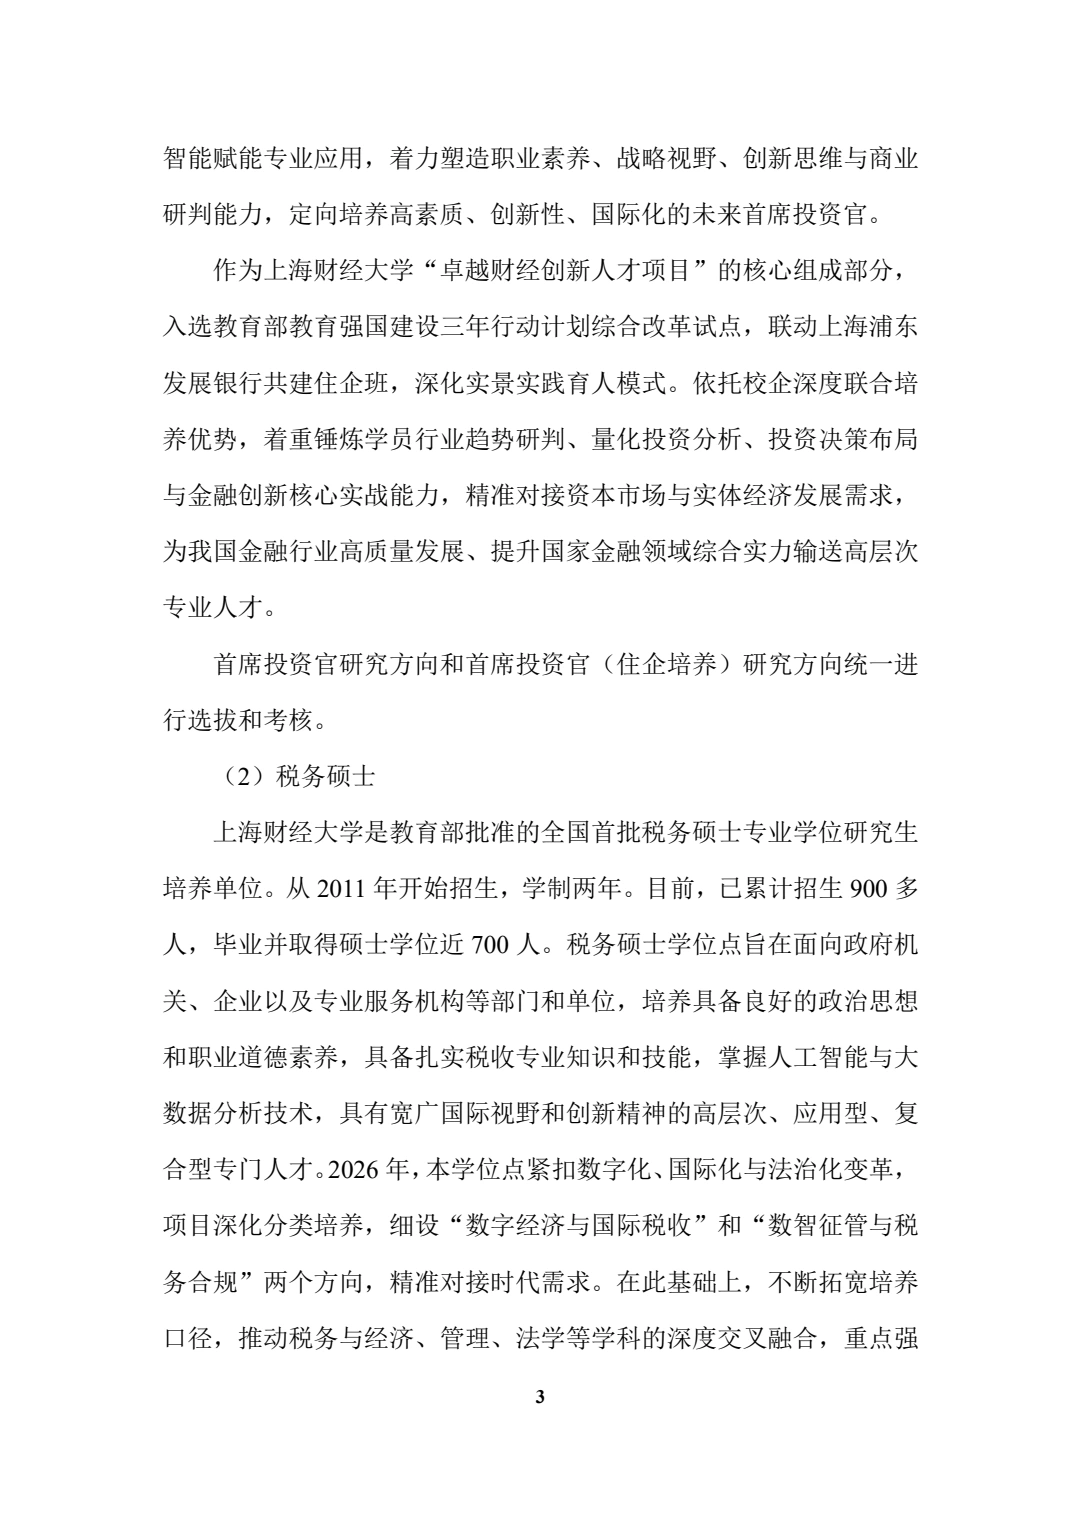 智能赋能专业应用，着力塑造职业素养、战略视野、创新思维与商业
研判能力，定向培养高素质、创新性、国际化的未来首席投资官。
作为上海财经大学“卓越财经创新人才项目”的核心组成部分，
入选教育部教育强国建设三年行动计划综合改革试点，联动上海浦东
发展银行共建住企班，深化实景实践育人模式。依托校企深度联合培
养优势，着重锤炼学员行业趋势研判、量化投资分析、投资决策布局
与金融创新核心实战能力，精准对接资本市场与实体经济发展需求，
为我国金融行业高质量发展、提升国家金融领域综合实力输送高层次
专业人才。
首席投资官研究方向和首席投资官（住企培养）研究方向统一进
行选拔和考核。
（2）税务硕士
上海财经大学是教育部批准的全国首批税务硕士专业学位研究生
培养单位。从 2011 年开始招生，学制两年。目前，已累计招生 900 多
人，毕业并取得硕士学位近 700 人。税务硕士学位点旨在面向政府机
关、企业以及专业服务机构等部门和单位，培养具备良好的政治思想
和职业道德素养，具备扎实税收专业知识和技能，掌握人工智能与大
数据分析技术，具有宽广国际视野和创新精神的高层次、应用型、复
合型专门人才。2026 年，本学位点紧扣数字化、国际化与法治化变革，
项目深化分类培养，细设“数字经济与国际税收”和“数智征管与税
务合规”两个方向，精准对接时代需求。在此基础上，不断拓宽培养
口径，推动税务与经济、管理、法学等学科的深度交叉融合，重点强
3